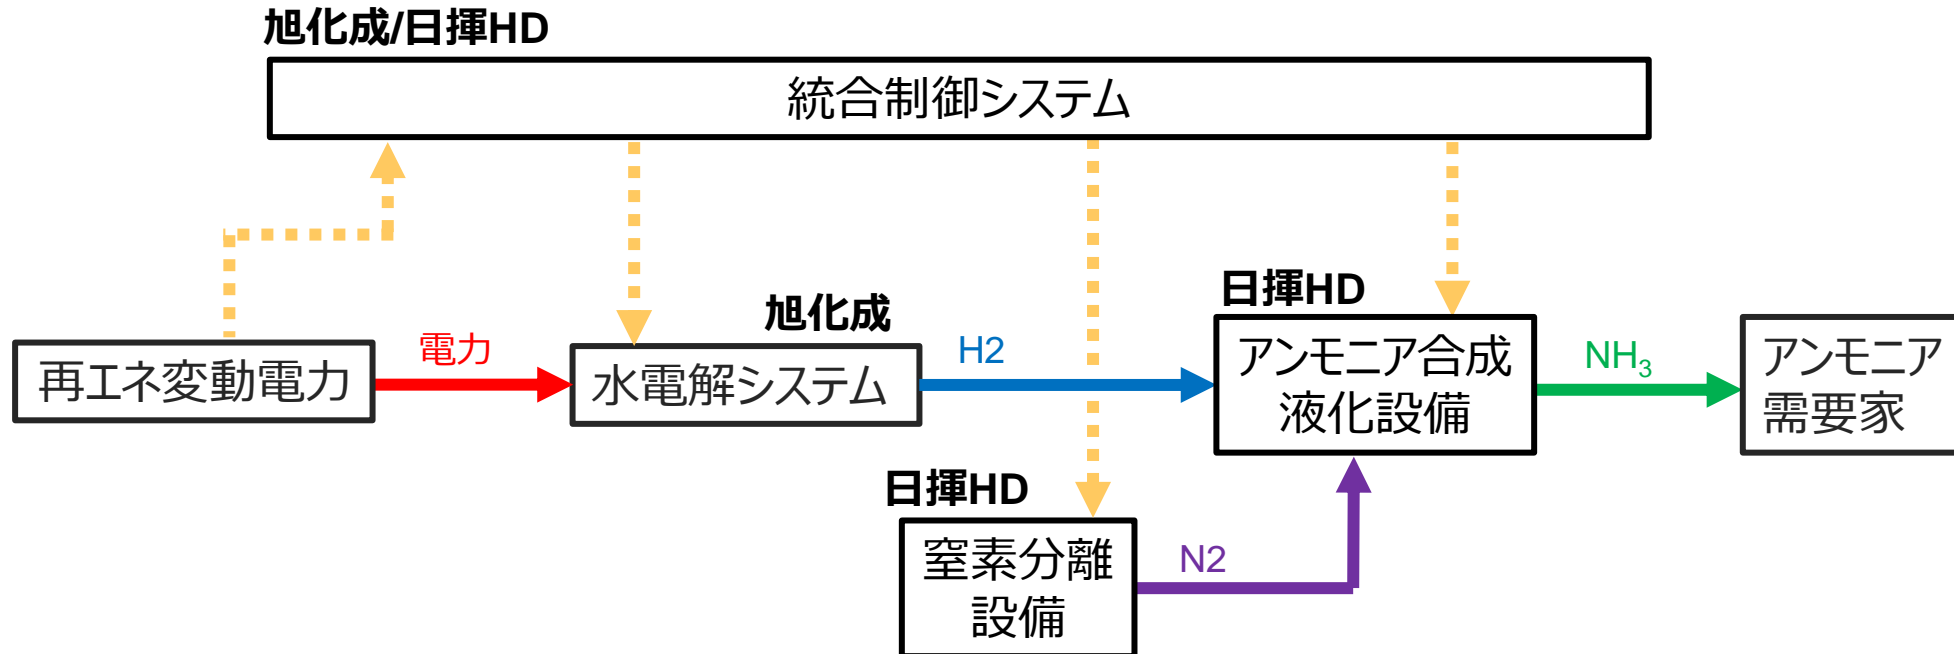 旭化成/日揮HD
統合制御システム
日揮HD
旭化成
再エネ変動電力
電力
水電解システム
H2
アンモニア合成
液化設備
NH₃
アンモニア
需要家
日揮HD
窒素分離
設備
N2